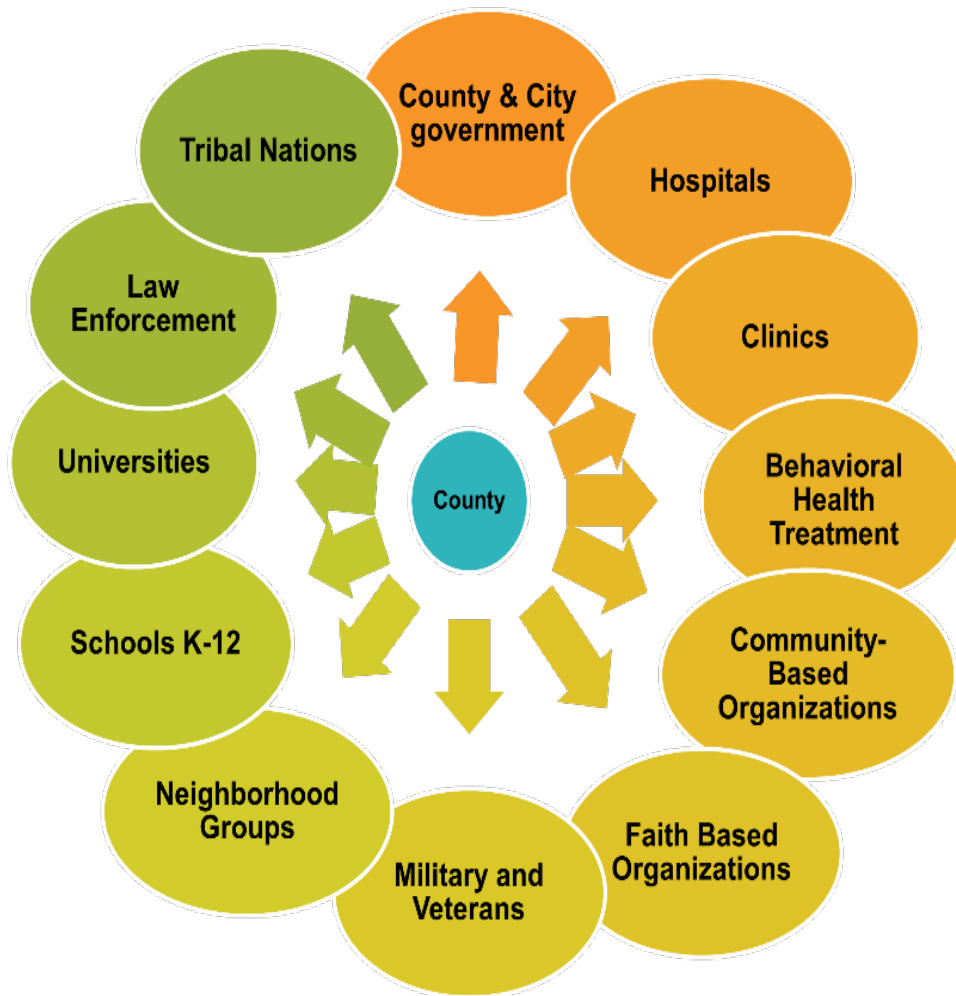 County & City
government
Hospitals
Clinics
Behavioral
Health
Treatment
Community-
Based
Organizations
Faith Based
Organizations
Military and
Veterans
Neighborhood
Groups
Schools K-12
Universities
Law
Enforcement
Tribal Nations
County